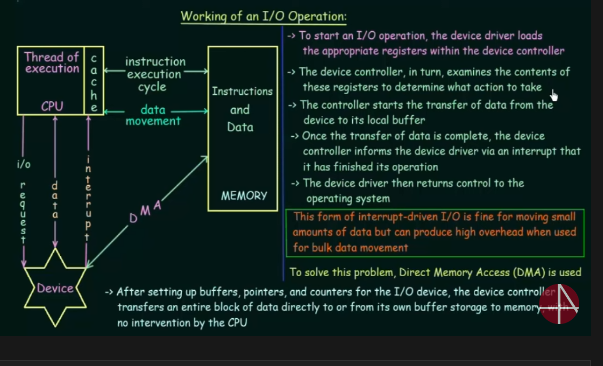 Working of an I/O Operation:
Thread of
execution
CPU
cache
instruction
execution
cycle
data
movement
Instructions
and
Data
MEMORY
i/o
request
data
interrupt
DMA
Device
-> To start an I/O operation, the device driver loads
the appropriate registers within the device controller
-> The device controller, in turn, examines the contents of
these registers to determine what action to take
-> The controller starts the transfer of data from the
device to its local buffer
-> Once the transfer of data is complete, the device
controller informs the device driver via an interrupt that
it has finished its operation
-> The device driver then returns control to the
operating system
This form of interrupt-driven I/O is fine for moving small
amounts of data but can produce high overhead when used
for bulk data movement
To solve this problem, Direct Memory Access (DMA) is used
-> After setting up buffers, pointers, and counters for the I/O device, the device controller
transfers an entire block of data directly to or from its own buffer storage to memory, with
no intervention by the CPU